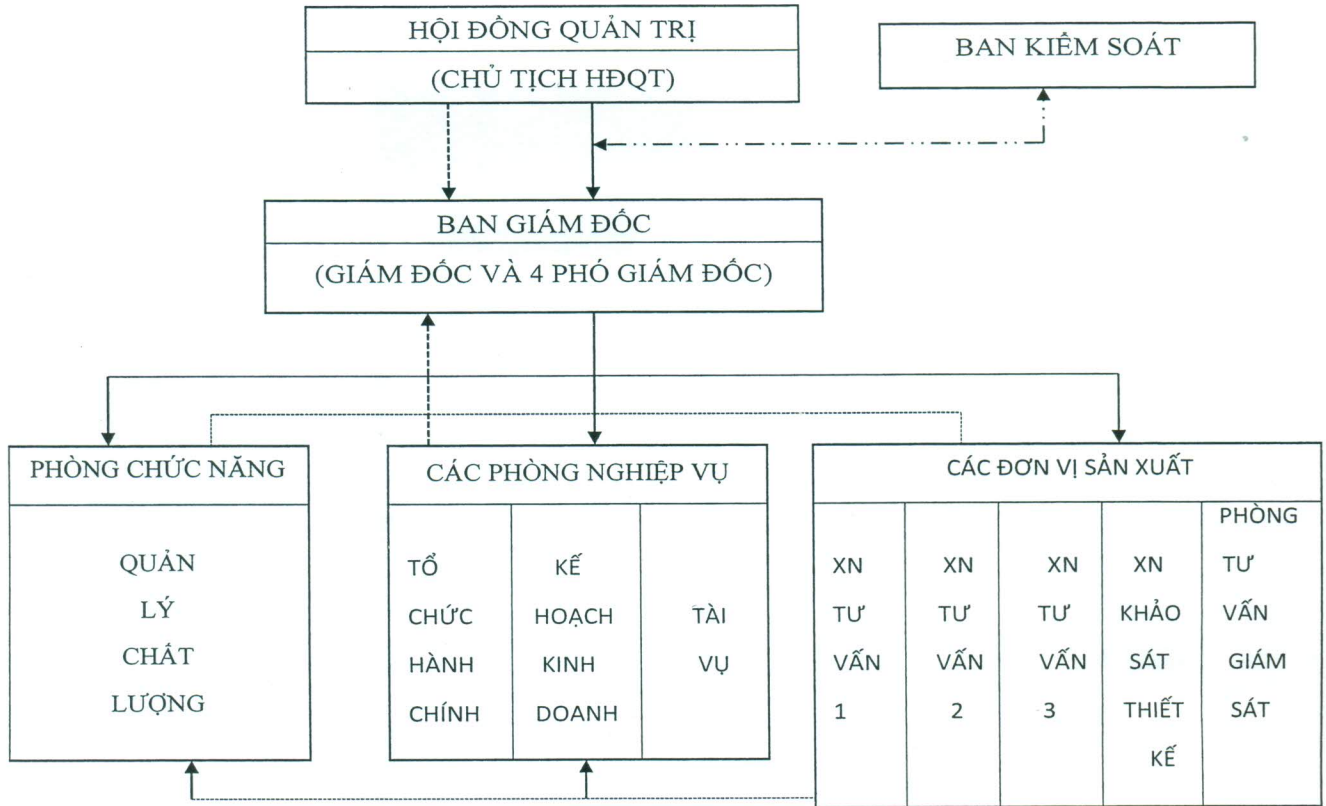 HỘI ĐỒNG QUẢN TRỊ
(CHỦ TỊCH HĐQT)
BAN KIỂM SOÁT
BAN GIÁM ĐỐC
(GIÁM ĐỐC VÀ 4 PHÓ GIÁM ĐỐC)
PHÒNG CHỨC NĂNG
QUẢN
LÝ
CHẤT
LƯỢNG
CÁC PHÒNG NGHIỆP VỤ
TỔ
CHỨC
HÀNH
CHÍNH
KẾ
HOẠCH
KINH
DOANH
TÀI
VỤ
CÁC ĐƠN VỊ SẢN XUẤT
XN
TƯ
VẤN
1
XN
TƯ
VẤN
2
XN
TƯ
VẤN
3
XN
KHẢO
SÁT
THIẾT
KẾ
PHÒNG
TƯ
VẤN
GIÁM
SÁT